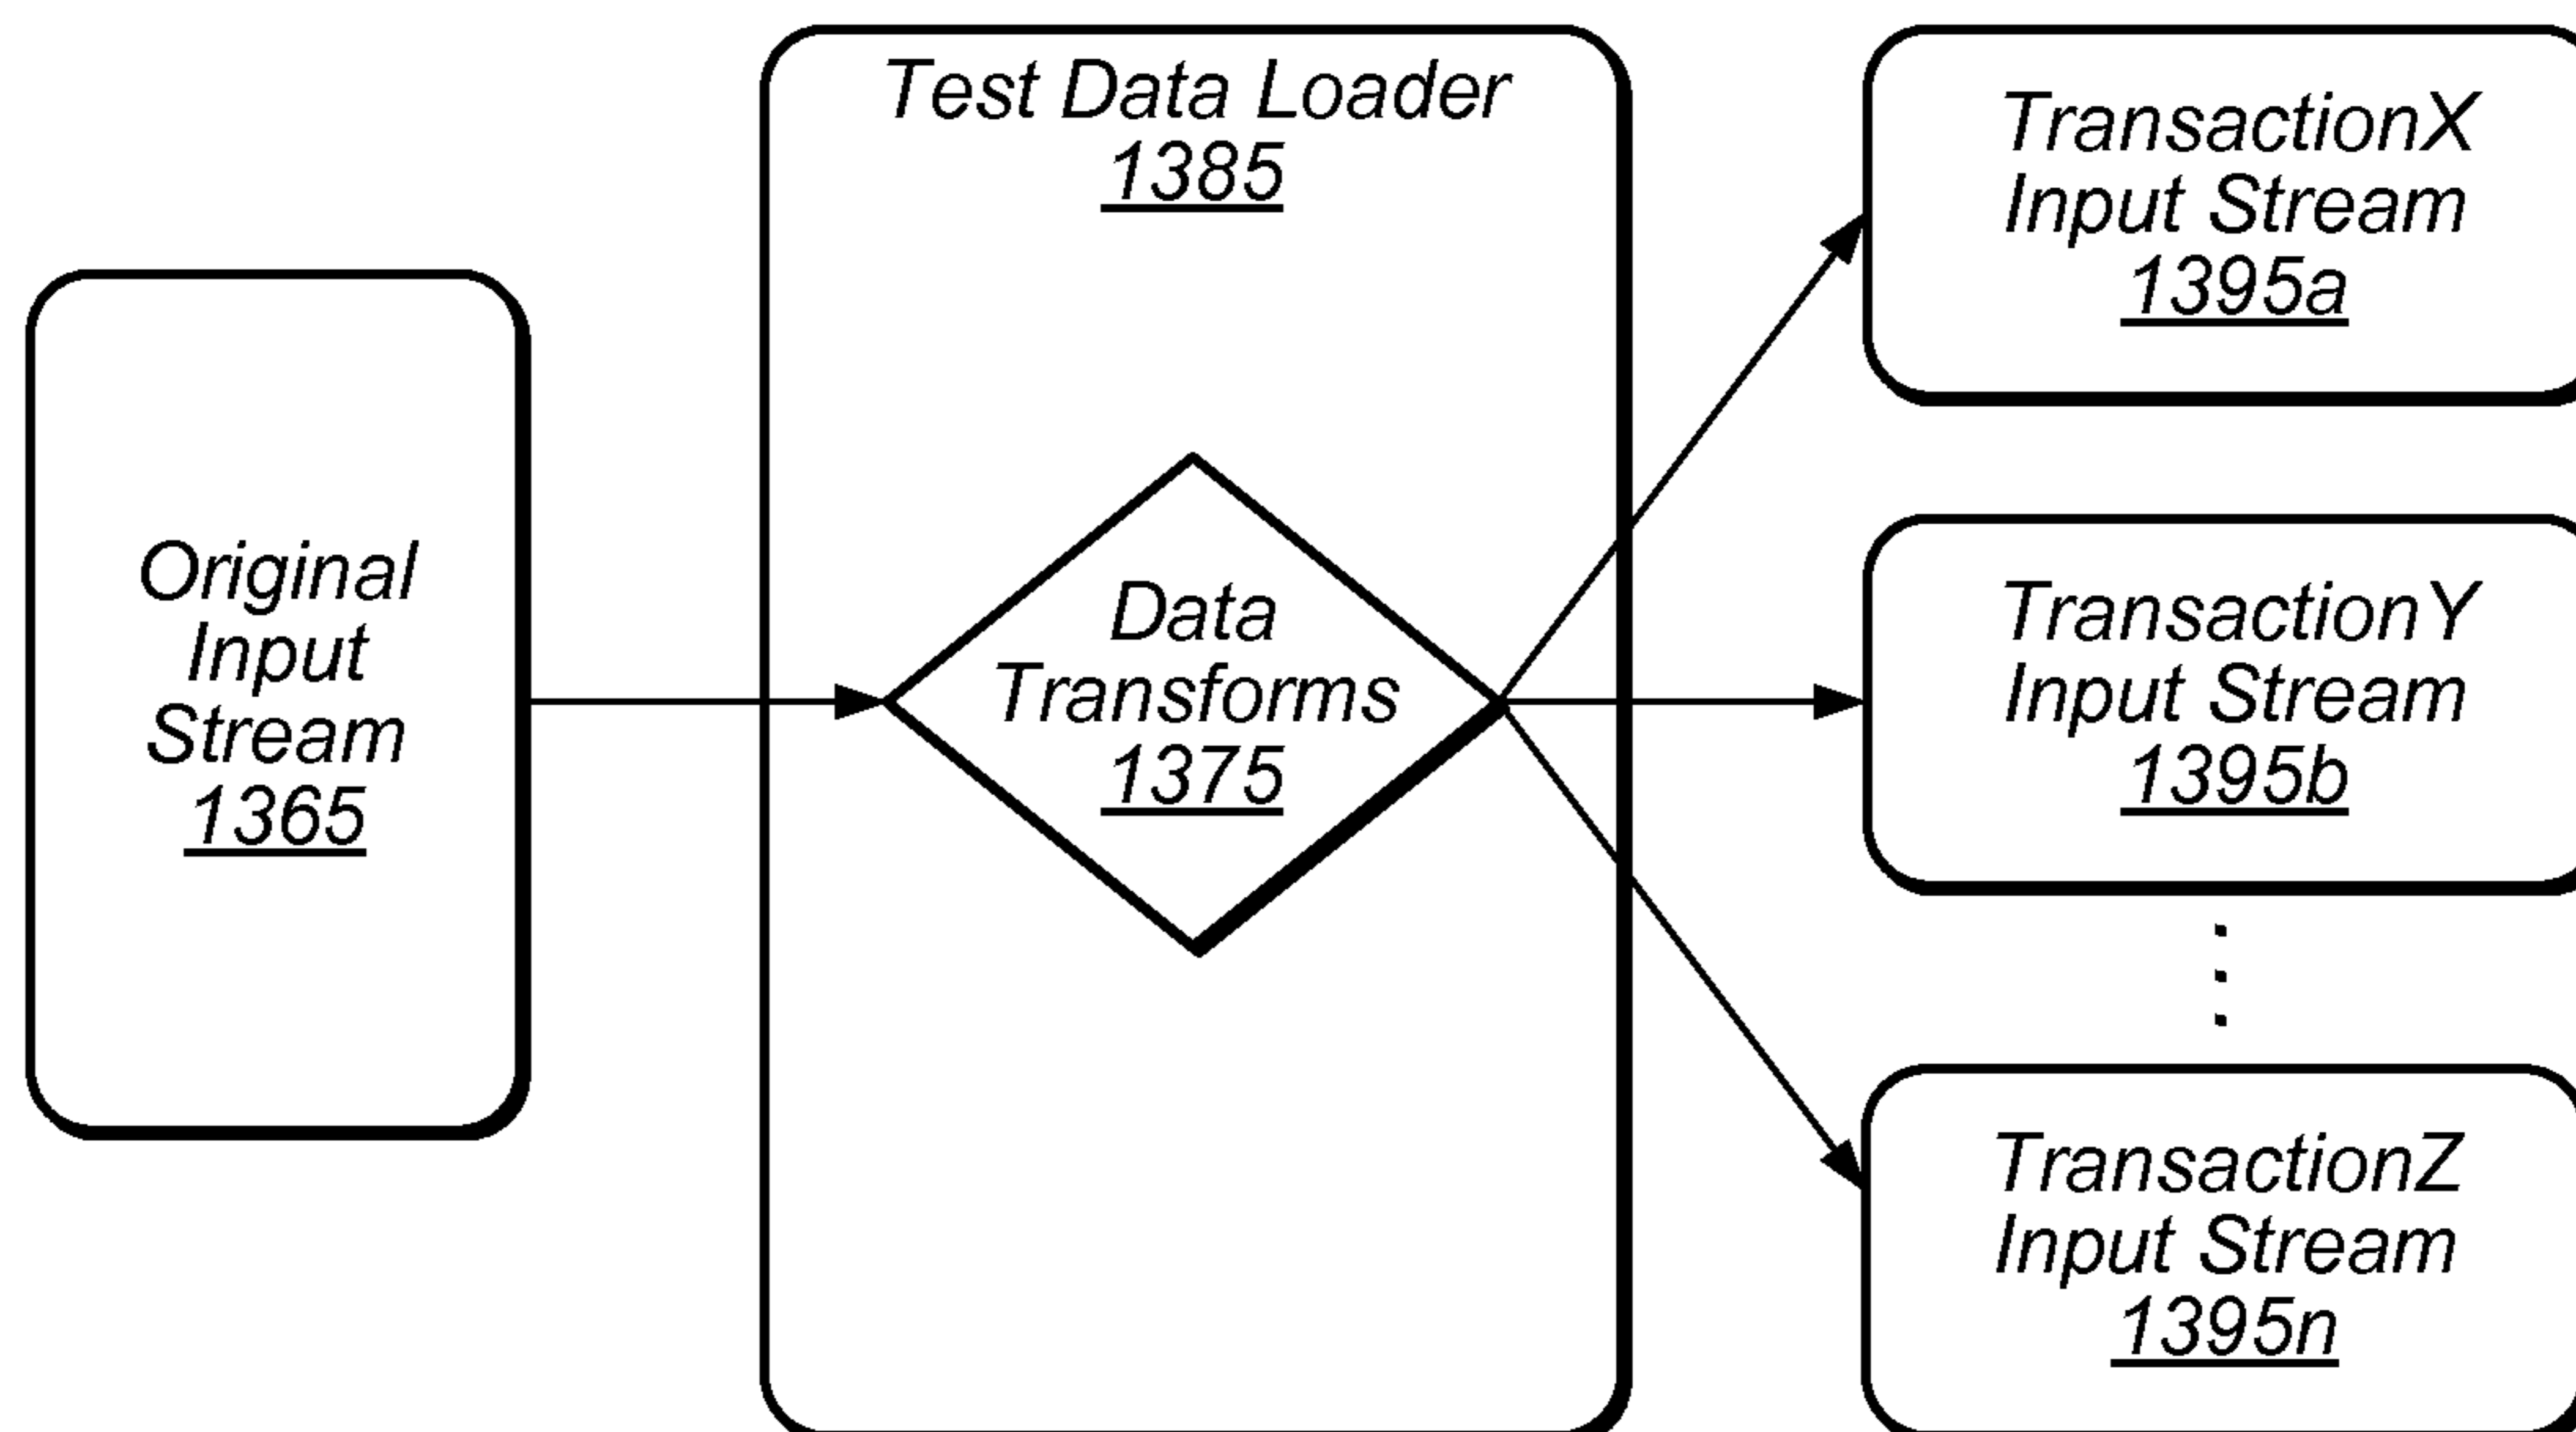 Original
Input
Stream
1365
Test Data Loader
1385
Data
Transforms
1375
TransactionX
Input Stream
1395a
TransactionY
Input Stream
1395b
TransactionZ
Input Stream
1395n